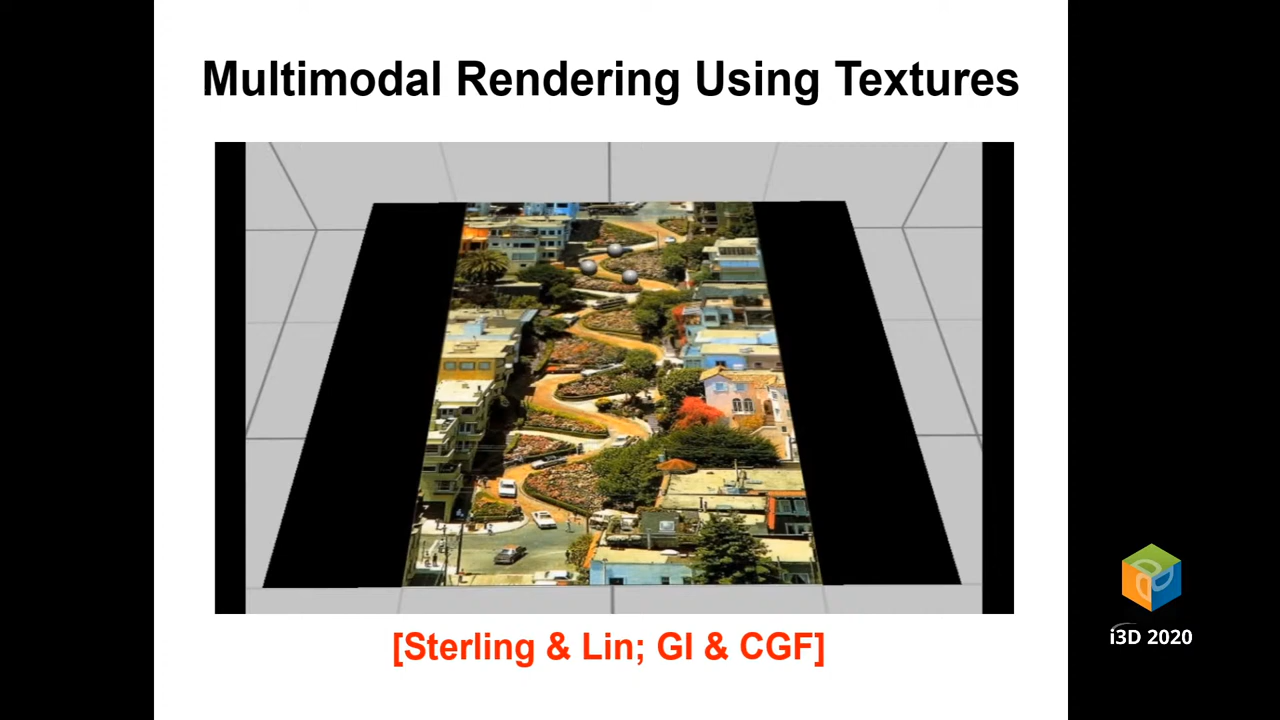 Multimodal Rendering Using Textures
[Sterling & Lin; GI & CGF]
i3D 2020